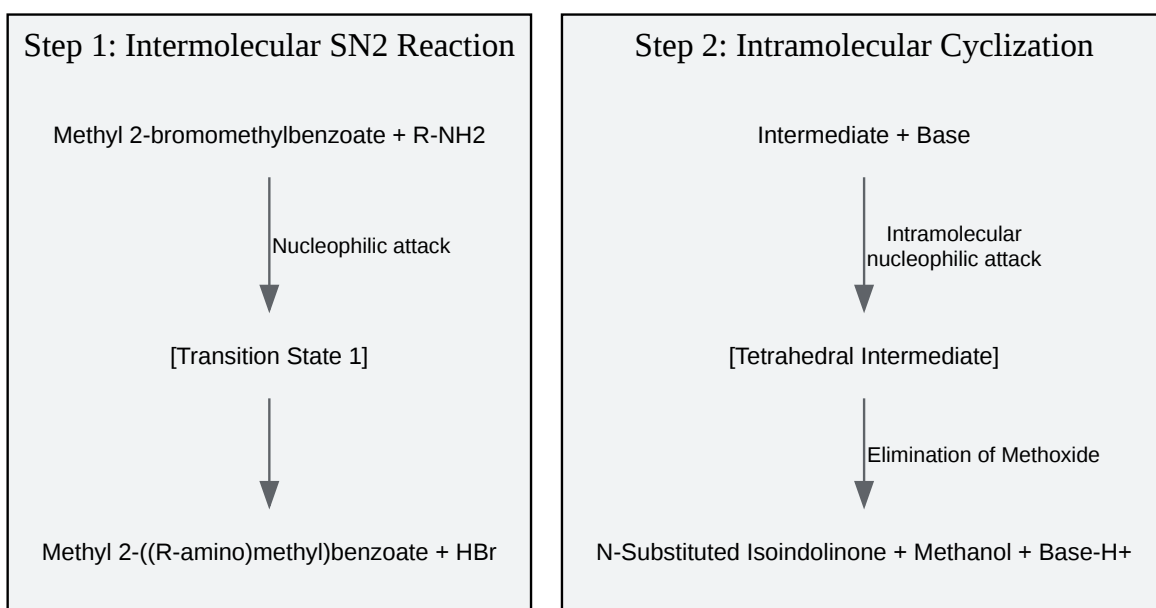 Step 1: Intermolecular SN2 Reaction
Methyl 2-bromomethylbenzoate + R-NH2
Nucleophilic attack
[Transition State 1]
Methyl 2-((R-amino)methyl)benzoate + HBr
Step 2: Intramolecular Cyclization
Intermediate + Base
Intramolecular
nucleophilic attack
[Tetrahedral Intermediate]
Elimination of Methoxide
N-Substituted Isoindolinone + Methanol + Base-H+